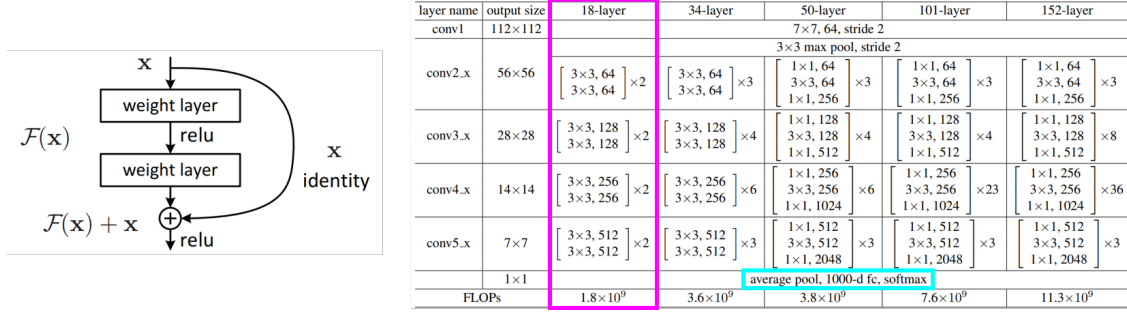 x
weight layer
F(x)
relu
x
weight layer
identity
F(x) + x
relu
layer name output size 18-layer 34-layer 50-layer 101-layer 152-layer
conv1 112×112 7×7, 64, stride 2
3×3 max pool, stride 2
conv2_x 56×56 [3×3, 64 3×3, 64]×2 [3×3, 64 3×3, 64]×3 [1×1, 64 3×3, 64 1×1, 256]×3 [1×1, 64 3×3, 64 1×1, 256]×3 [1×1, 64 3×3, 64 1×1, 256]×3
conv3_x 28×28 [3×3, 128 3×3, 128]×2 [3×3, 128 3×3, 128]×4 [1×1, 128 3×3, 128 1×1, 512]×4 [1×1, 128 3×3, 128 1×1, 512]×4 [1×1, 128 3×3, 128 1×1, 512]×8
conv4_x 14×14 [3×3, 256 3×3, 256]×2 [3×3, 256 3×3, 256]×6 [1×1, 256 3×3, 256 1×1, 1024]×6 [1×1, 256 3×3, 256 1×1, 1024]×23 [1×1, 256 3×3, 256 1×1, 1024]×36
conv5_x 7×7 [3×3, 512 3×3, 512]×2 [3×3, 512 3×3, 512]×3 [1×1, 512 3×3, 512 1×1, 2048]×3 [1×1, 512 3×3, 512 1×1, 2048]×3 [1×1, 512 3×3, 512 1×1, 2048]×3
1×1 average pool, 1000-d fc, softmax
FLOPs 1.8×10⁹ 3.6×10⁹ 3.8×10⁹ 7.6×10⁹ 11.3×10⁹